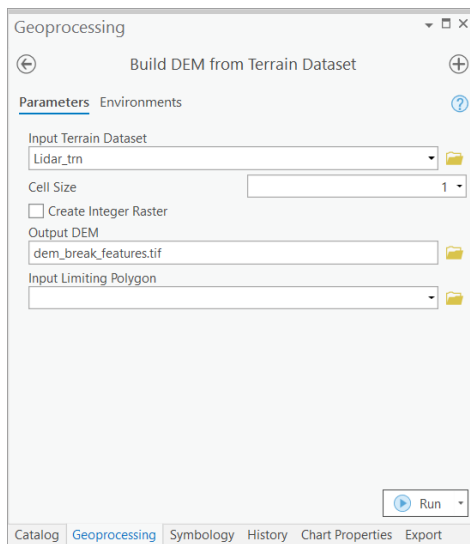 Geoprocessing
Build DEM from Terrain Dataset
Parameters Environments
Input Terrain Dataset
Lidar_trn
Cell Size 1
Create Integer Raster
Output DEM
dem_break_features.tif
Input Limiting Polygon
Run
Catalog Geoprocessing Symbology History Chart Properties Export